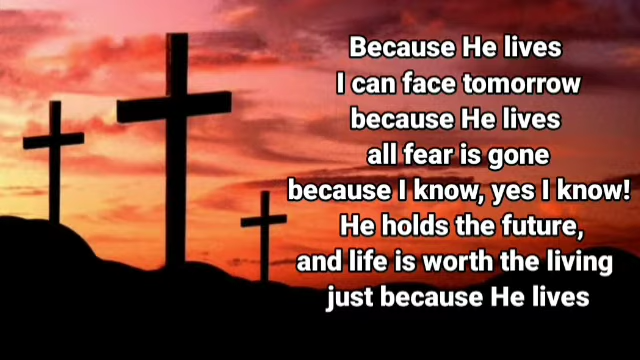 Because He lives
I can face tomorrow
because He lives
all fear is gone
because I know, yes I know!
He holds the future,
and life is worth the living
just because He lives